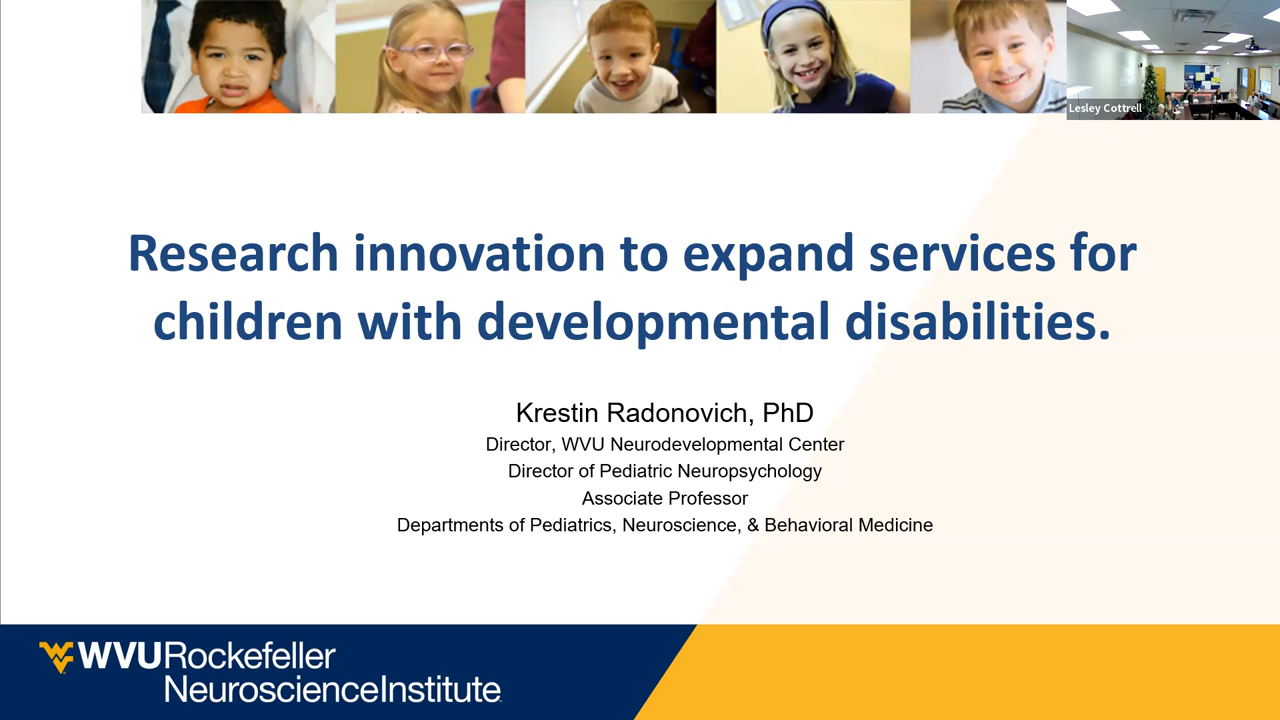 Lesley Cottrell
Research innovation to expand services for
children with developmental disabilities.
Krestin Radonovich, PhD
Director, WVU Neurodevelopmental Center
Director of Pediatric Neuropsychology
Associate Professor
Departments of Pediatrics, Neuroscience, & Behavioral Medicine
WVURockefeller
NeuroscienceInstitute